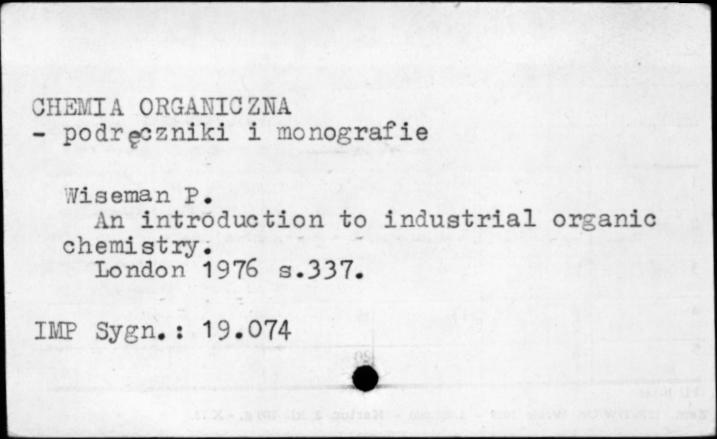 CHEMIA ORGANICZNA
- podręczniki i monografie
Wiseman P.
An introduction to industrial organic
chemistry.
London 1976 s.337.
IMP Sygn.: 19.074